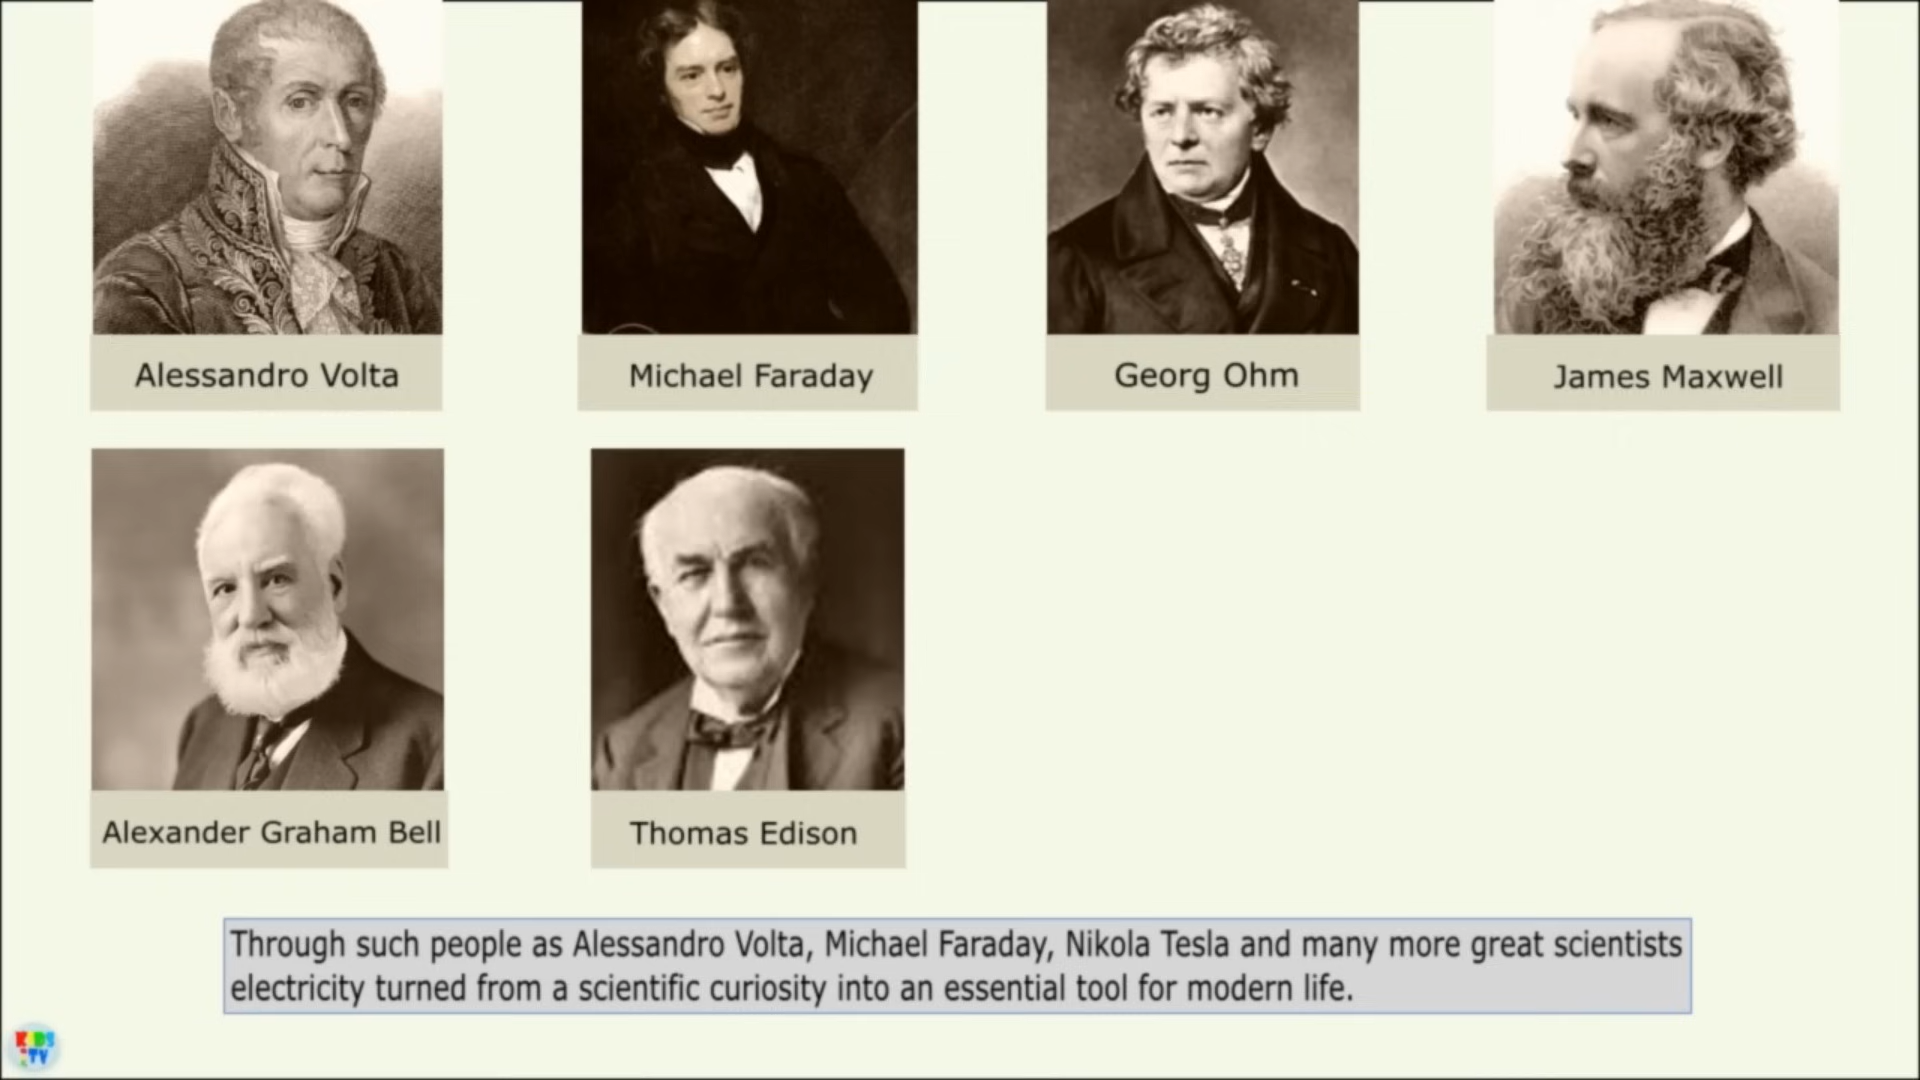 Alessandro Volta
Michael Faraday
Georg Ohm
James Maxwell
Alexander Graham Bell
Thomas Edison
Through such people as Alessandro Volta, Michael Faraday, Nikola Tesla and many more great scientists
electricity turned from a scientific curiosity into an essential tool for modern life.
KIDS
TV